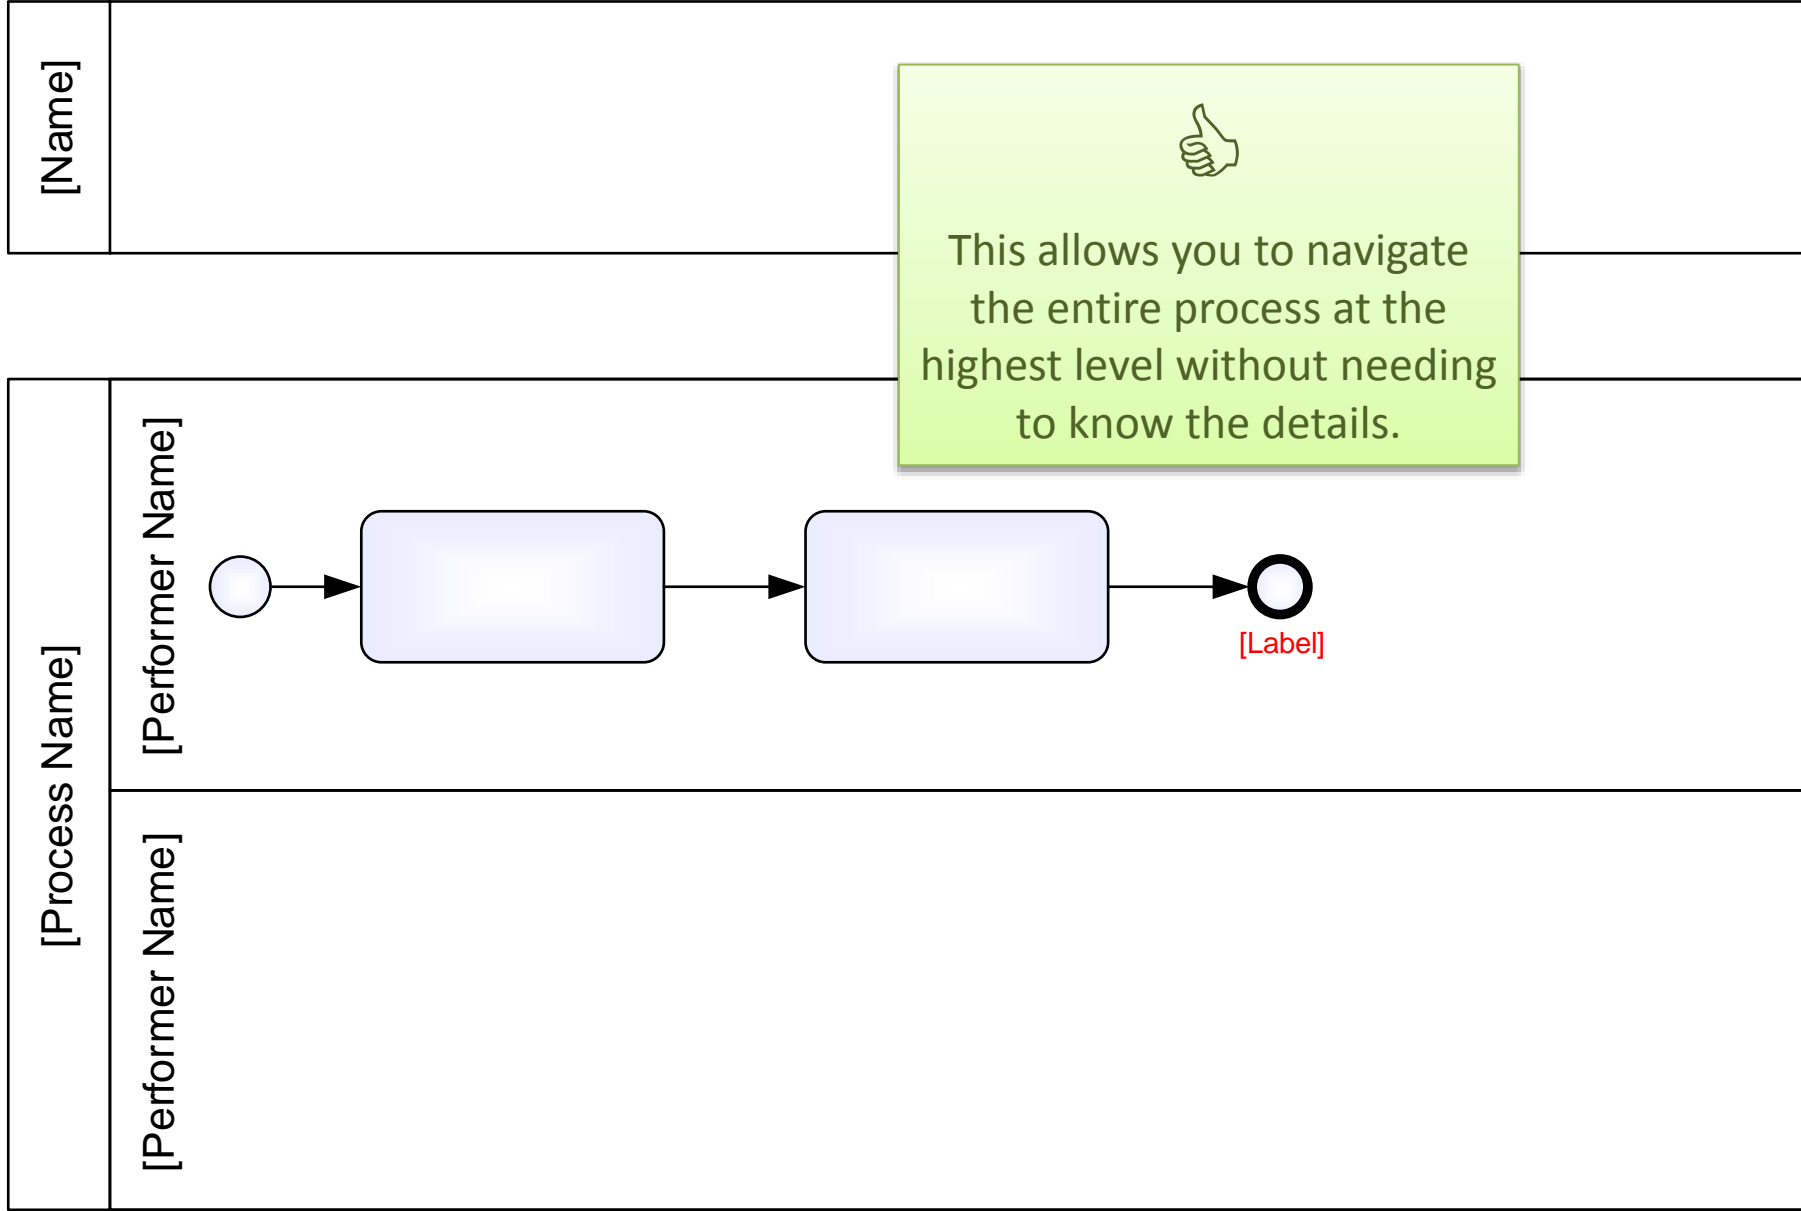 [Name]
This allows you to navigate
the entire process at the
highest level without needing
to know the details.
[Process Name]
[Performer Name]
[Label]
[Performer Name]